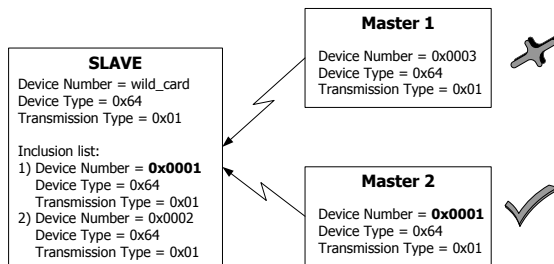 SLAVE
Device Number = wild_card
Device Type = 0x64
Transmission Type = 0x01
Inclusion list:
1) Device Number = 0x0001
Device Type = 0x64
Transmission Type = 0x01
2) Device Number = 0x0002
Device Type = 0x64
Transmission Type = 0x01
Master 1
Device Number = 0x0003
Device Type = 0x64
Transmission Type = 0x01
Master 2
Device Number = 0x0001
Device Type = 0x64
Transmission Type = 0x01